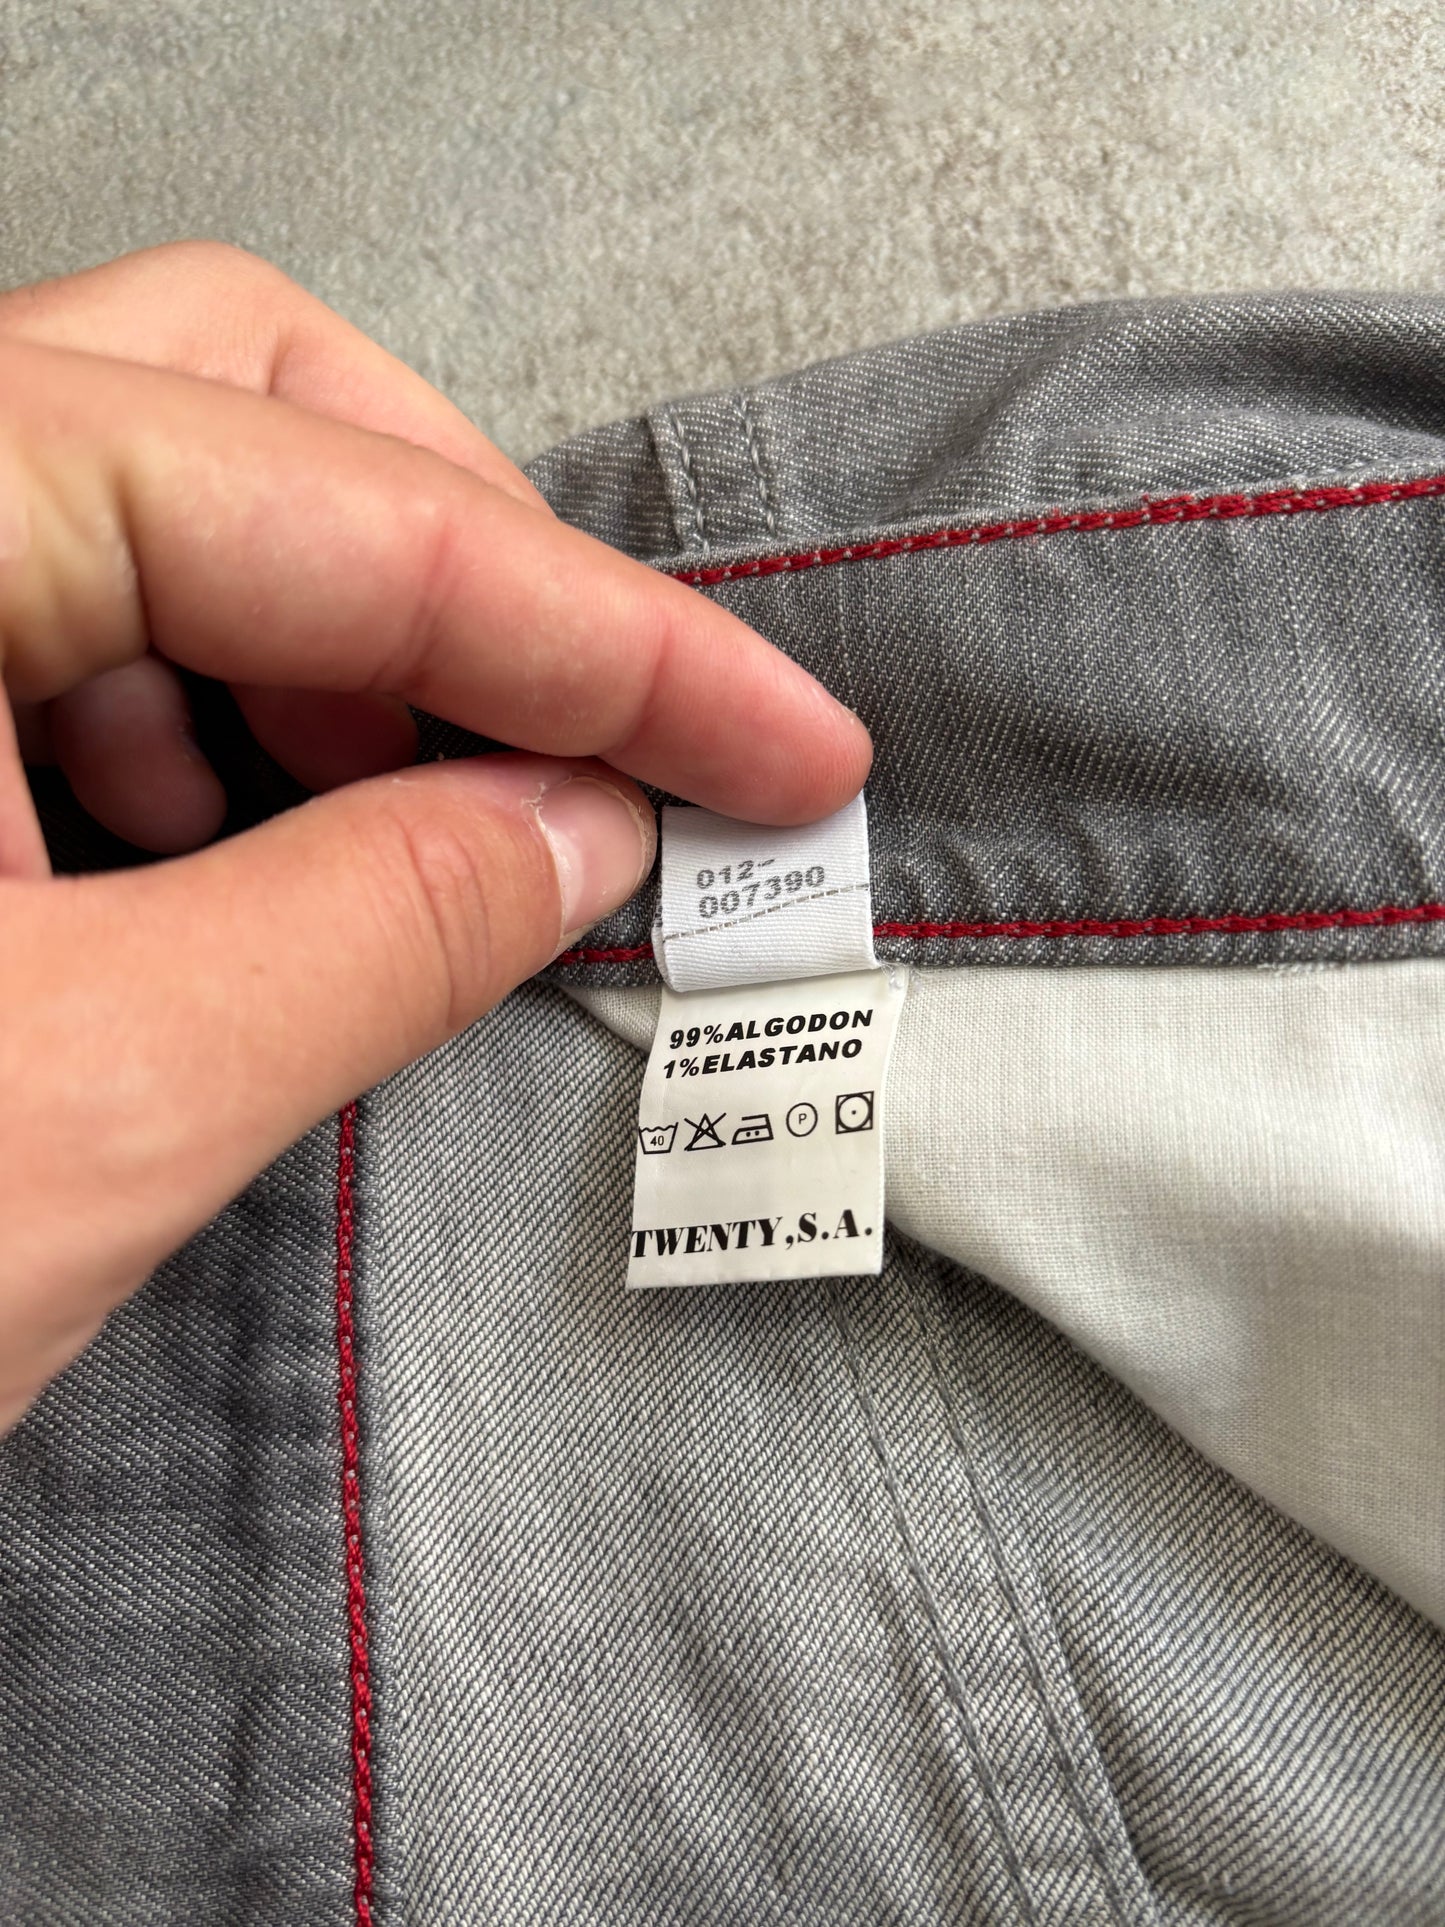 012-
007390
99%ALGODON
1%ELASTANO
40 P
TWENTY,S.A.